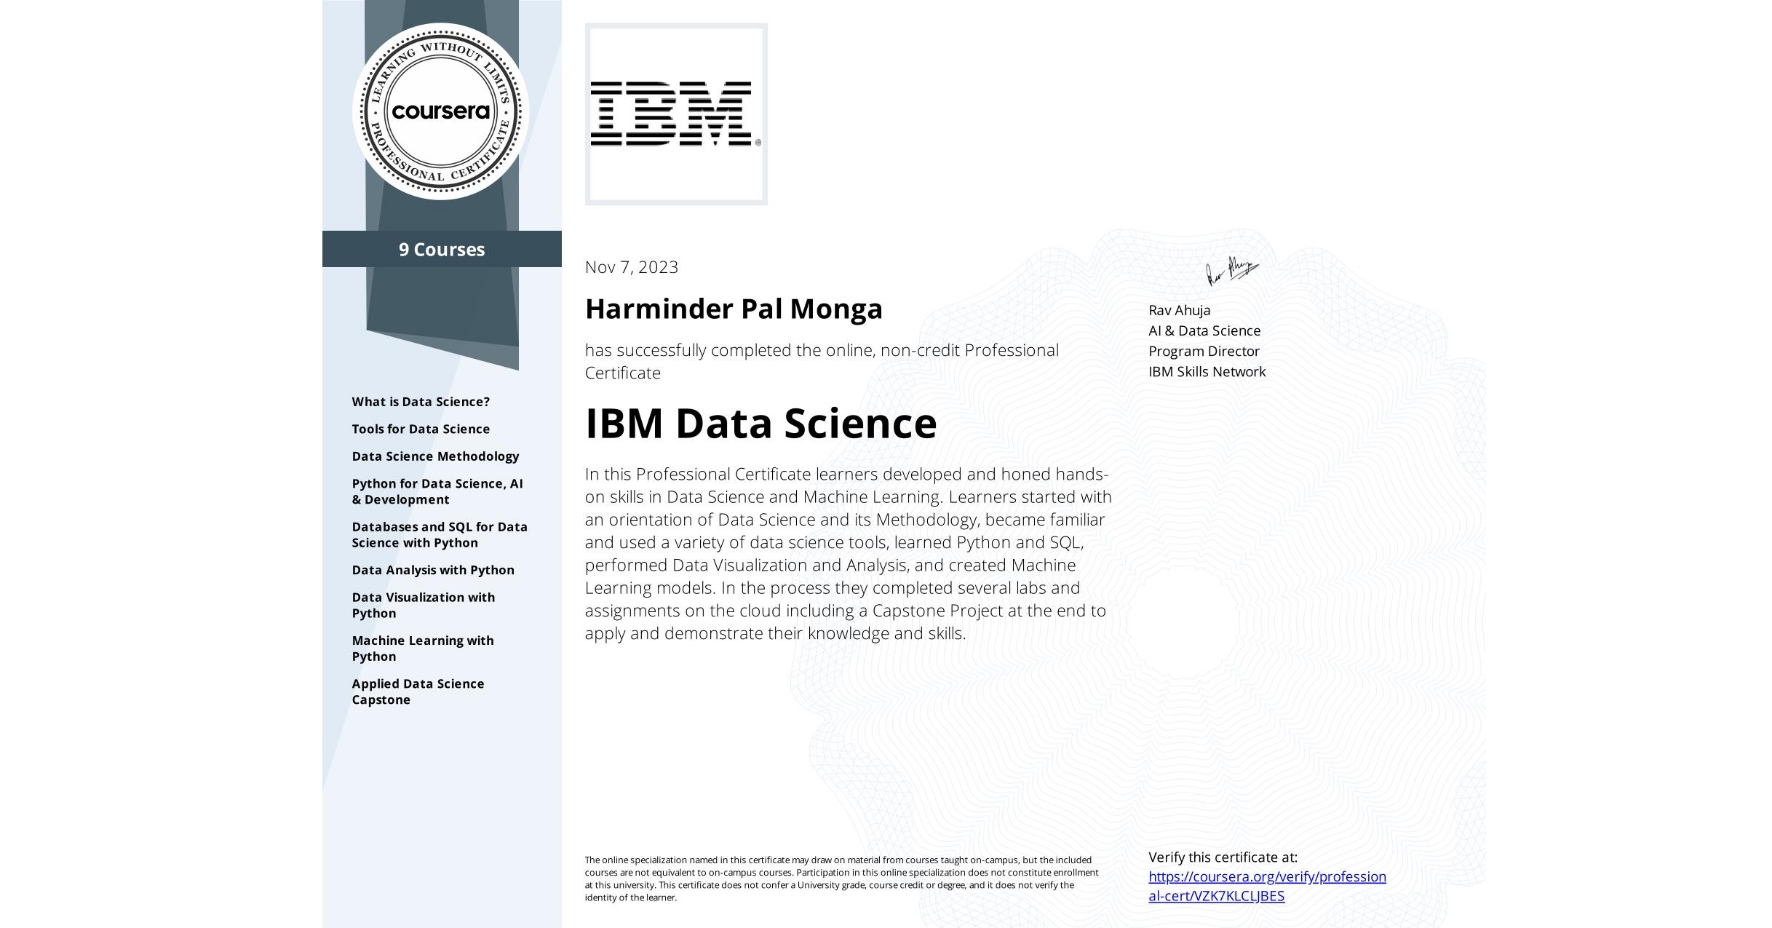 LEARNING WITHOUT LIMITS
coursera
PROFESSIONAL CERTIFICATE
9 Courses
What is Data Science?
Tools for Data Science
Data Science Methodology
Python for Data Science, AI
& Development
Databases and SQL for Data
Science with Python
Data Analysis with Python
Data Visualization with
Python
Machine Learning with
Python
Applied Data Science
Capstone
IBM®
Nov 7, 2023
Harminder Pal Monga
has successfully completed the online, non-credit Professional
Certificate
IBM Data Science
In this Professional Certificate learners developed and honed hands-
on skills in Data Science and Machine Learning. Learners started with
an orientation of Data Science and its Methodology, became familiar
and used a variety of data science tools, learned Python and SQL,
performed Data Visualization and Analysis, and created Machine
Learning models. In the process they completed several labs and
assignments on the cloud including a Capstone Project at the end to
apply and demonstrate their knowledge and skills.
Rav Ahuja
Rav Ahuja
AI & Data Science
Program Director
IBM Skills Network
The online specialization named in this certificate may draw on material from courses taught on-campus, but the included
courses are not equivalent to on-campus courses. Participation in this online specialization does not constitute enrollment
at this university. This certificate does not confer a University grade, course credit or degree, and it does not verify the
identity of the learner.
Verify this certificate at:
https://coursera.org/verify/profession
al-cert/VZK7KLCLJBES